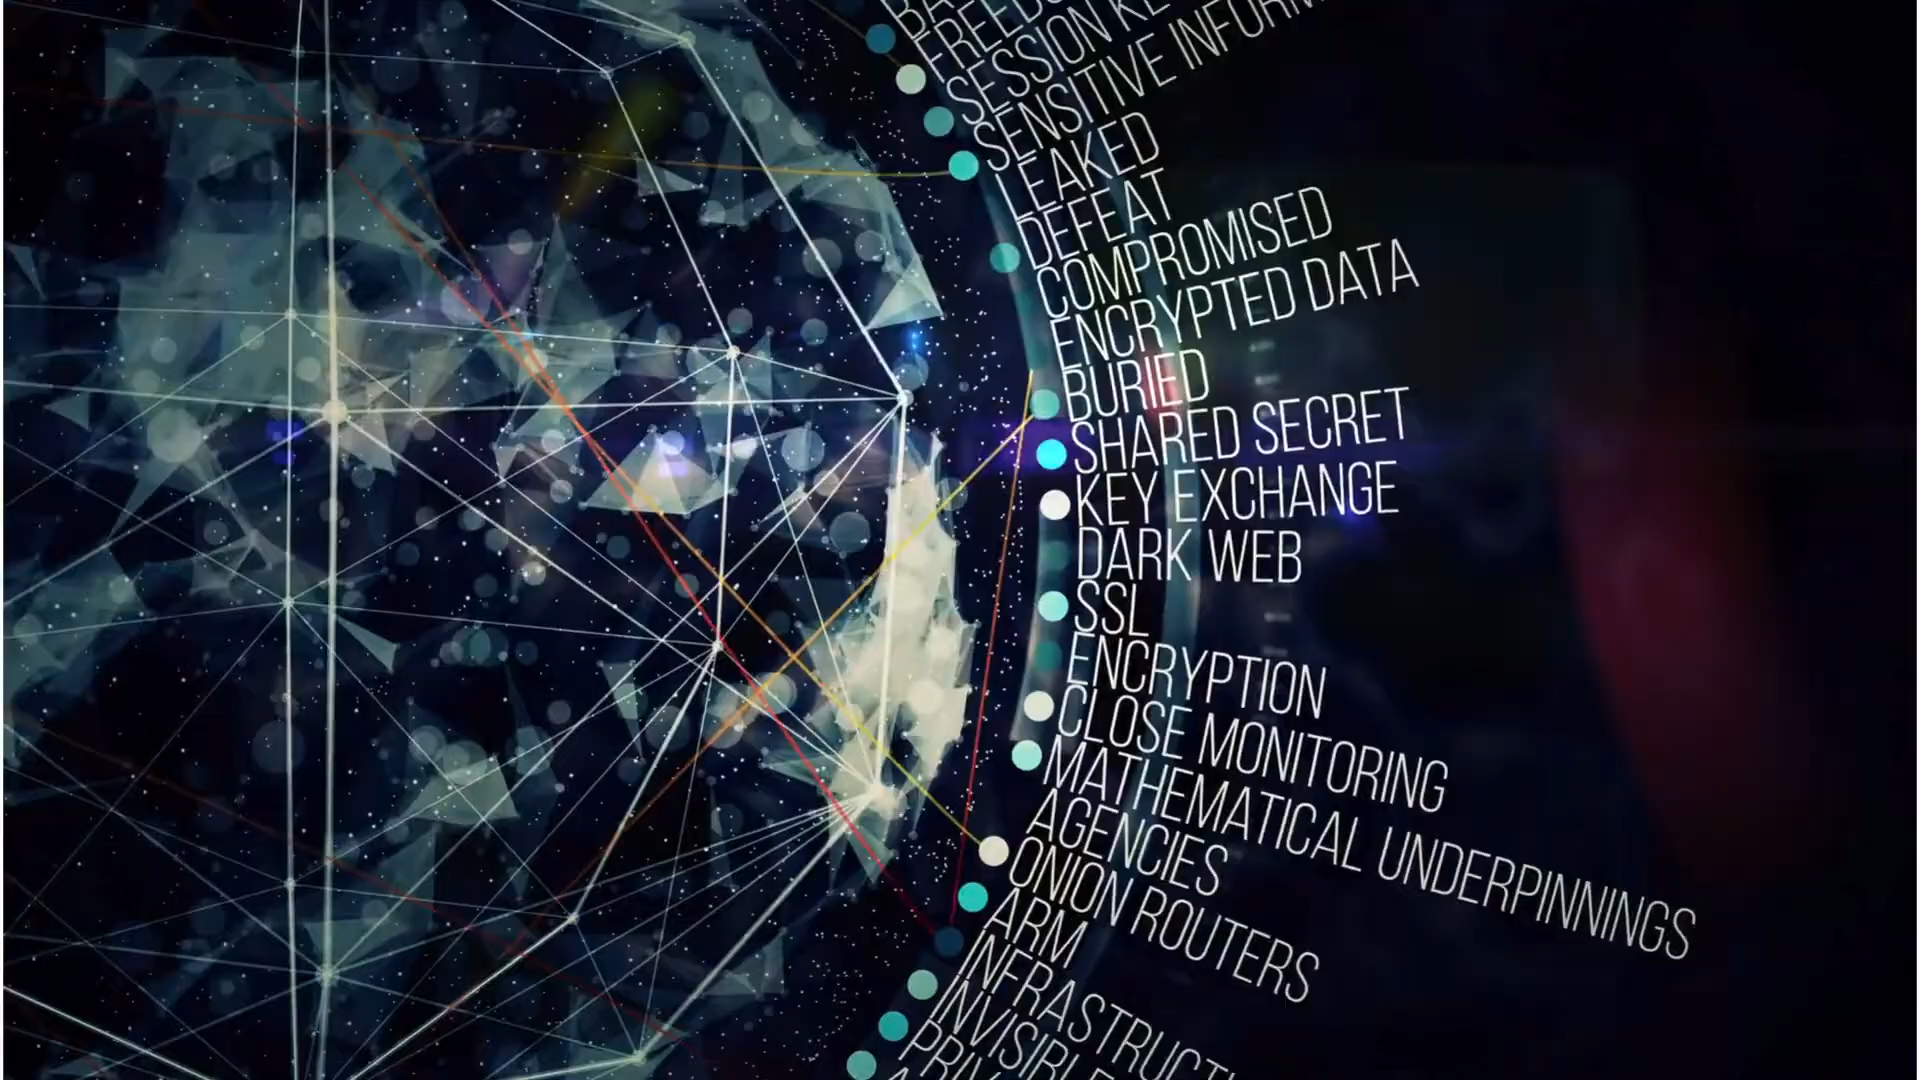 SESSION KE
SENSITIVE INFORM
LEAKED
DEFEAT
COMPROMISED
ENCRYPTED DATA
BURIED
SHARED SECRET
KEY EXCHANGE
DARK WEB
SSL
ENCRYPTION
CLOSE MONITORING
MATHEMATICAL UNDERPINNINGS
AGENCIES
ONION ROUTERS
ARM
INFRASTRUCT